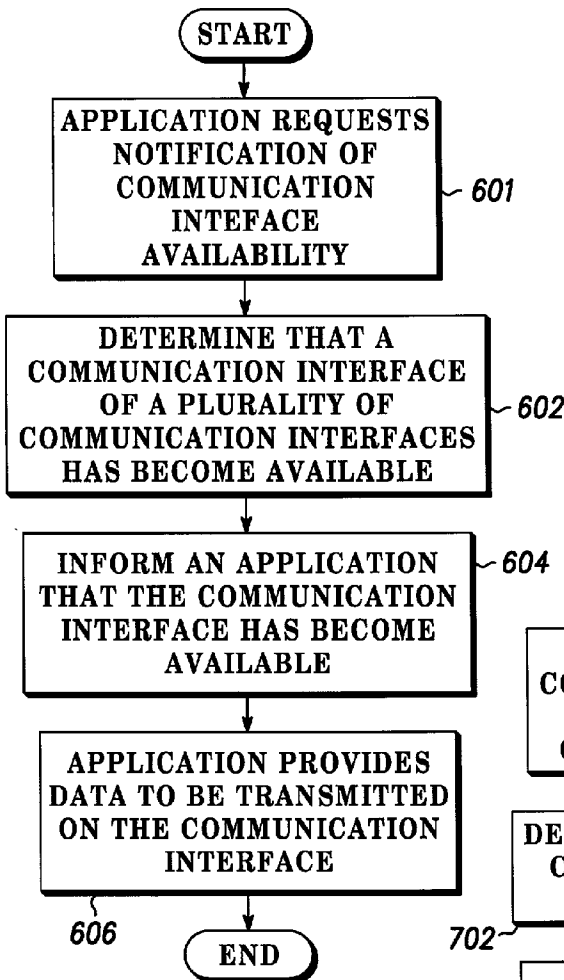 START
APPLICATION REQUESTS
NOTIFICATION OF
COMMUNICATION
INTEFACE
AVAILABILITY
601
DETERMINE THAT A
COMMUNICATION INTERFACE
OF A PLURALITY OF
COMMUNICATION INTERFACES
HAS BECOME AVAILABLE
602
INFORM AN APPLICATION
THAT THE COMMUNICATION
INTERFACE HAS BECOME
AVAILABLE
604
APPLICATION PROVIDES
DATA TO BE TRANSMITTED
ON THE COMMUNICATION
INTERFACE
606
END
702